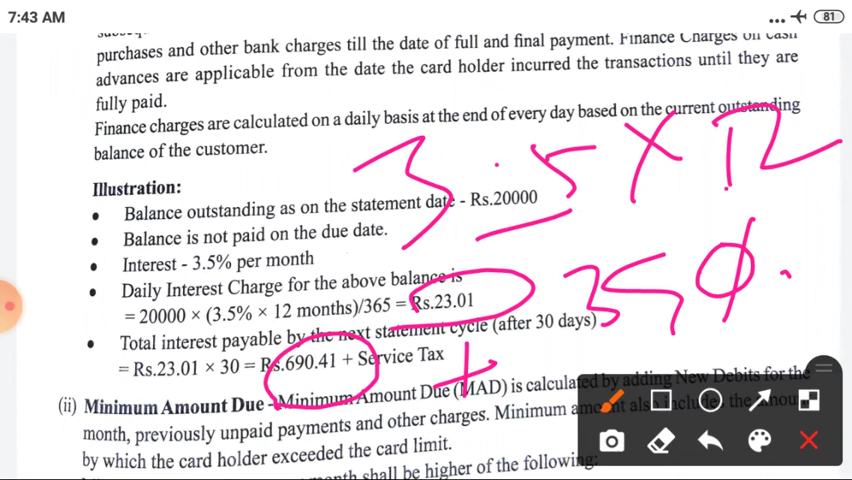 7:43 AM
... 81
purchases and other bank charges till the date of full and final payment. Finance Charges on cash
advances are applicable from the date the card holder incurred the transactions until they are
fully paid.
Finance charges are calculated on a daily basis at the end of every day based on the current outstanding
balance of the customer.
3.5 X 12
Illustration:
• Balance outstanding as on the statement date - Rs.20000
• Balance is not paid on the due date.
• Interest - 3.5% per month
• Daily Interest Charge for the above balance is
= 20000 × (3.5% × 12 months)/365 = Rs.23.01
• Total interest payable by the next statement cycle (after 30 days)
= Rs.23.01 × 30 = Rs.690.41 + Service Tax
+
(ii) Minimum Amount Due - Minimum Amount Due (MAD) is calculated by adding New Debits for the
month, previously unpaid payments and other charges. Minimum amount also includes the amount
by which the card holder exceeded the card limit.
month shall be higher of the following: